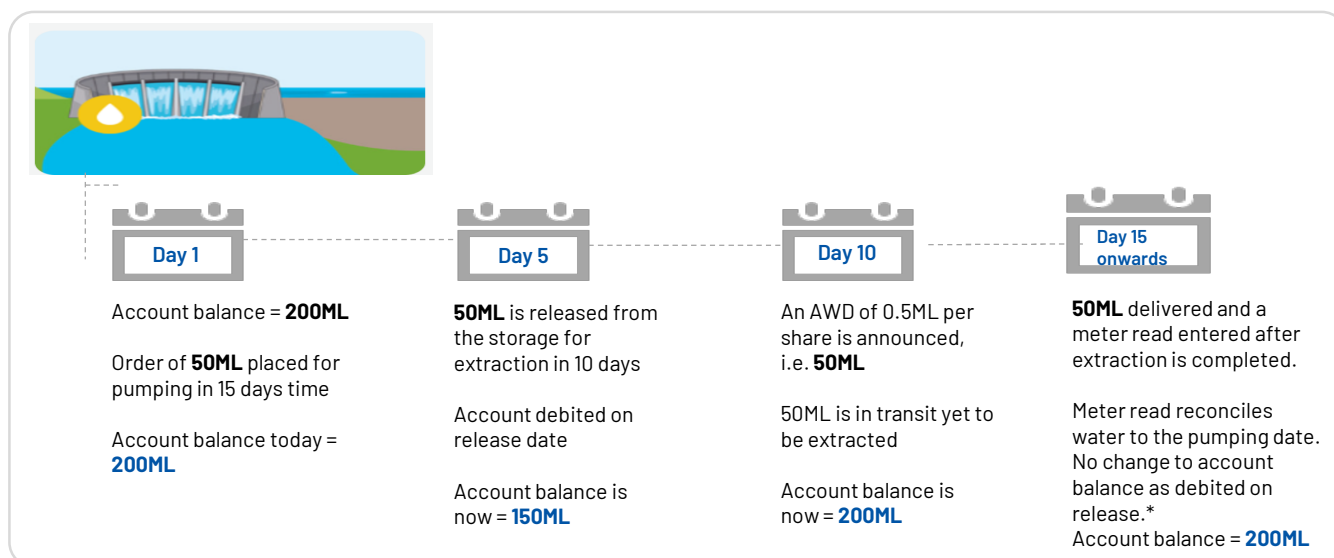 Day 1
Account balance = 200ML
Order of 50ML placed for
pumping in 15 days time
Account balance today =
200ML
Day 5
50ML is released from
the storage for
extraction in 10 days
Account debited on
release date
Account balance is
now = 150ML
Day 10
An AWD of 0.5ML per
share is announced,
i.e. 50ML
50ML is in transit yet to
be extracted
Account balance is
now = 200ML
Day 15
onwards
50ML delivered and a
meter read entered after
extraction is completed.
Meter read reconciles
water to the pumping date.
No change to account
balance as debited on
release.*
Account balance = 200ML